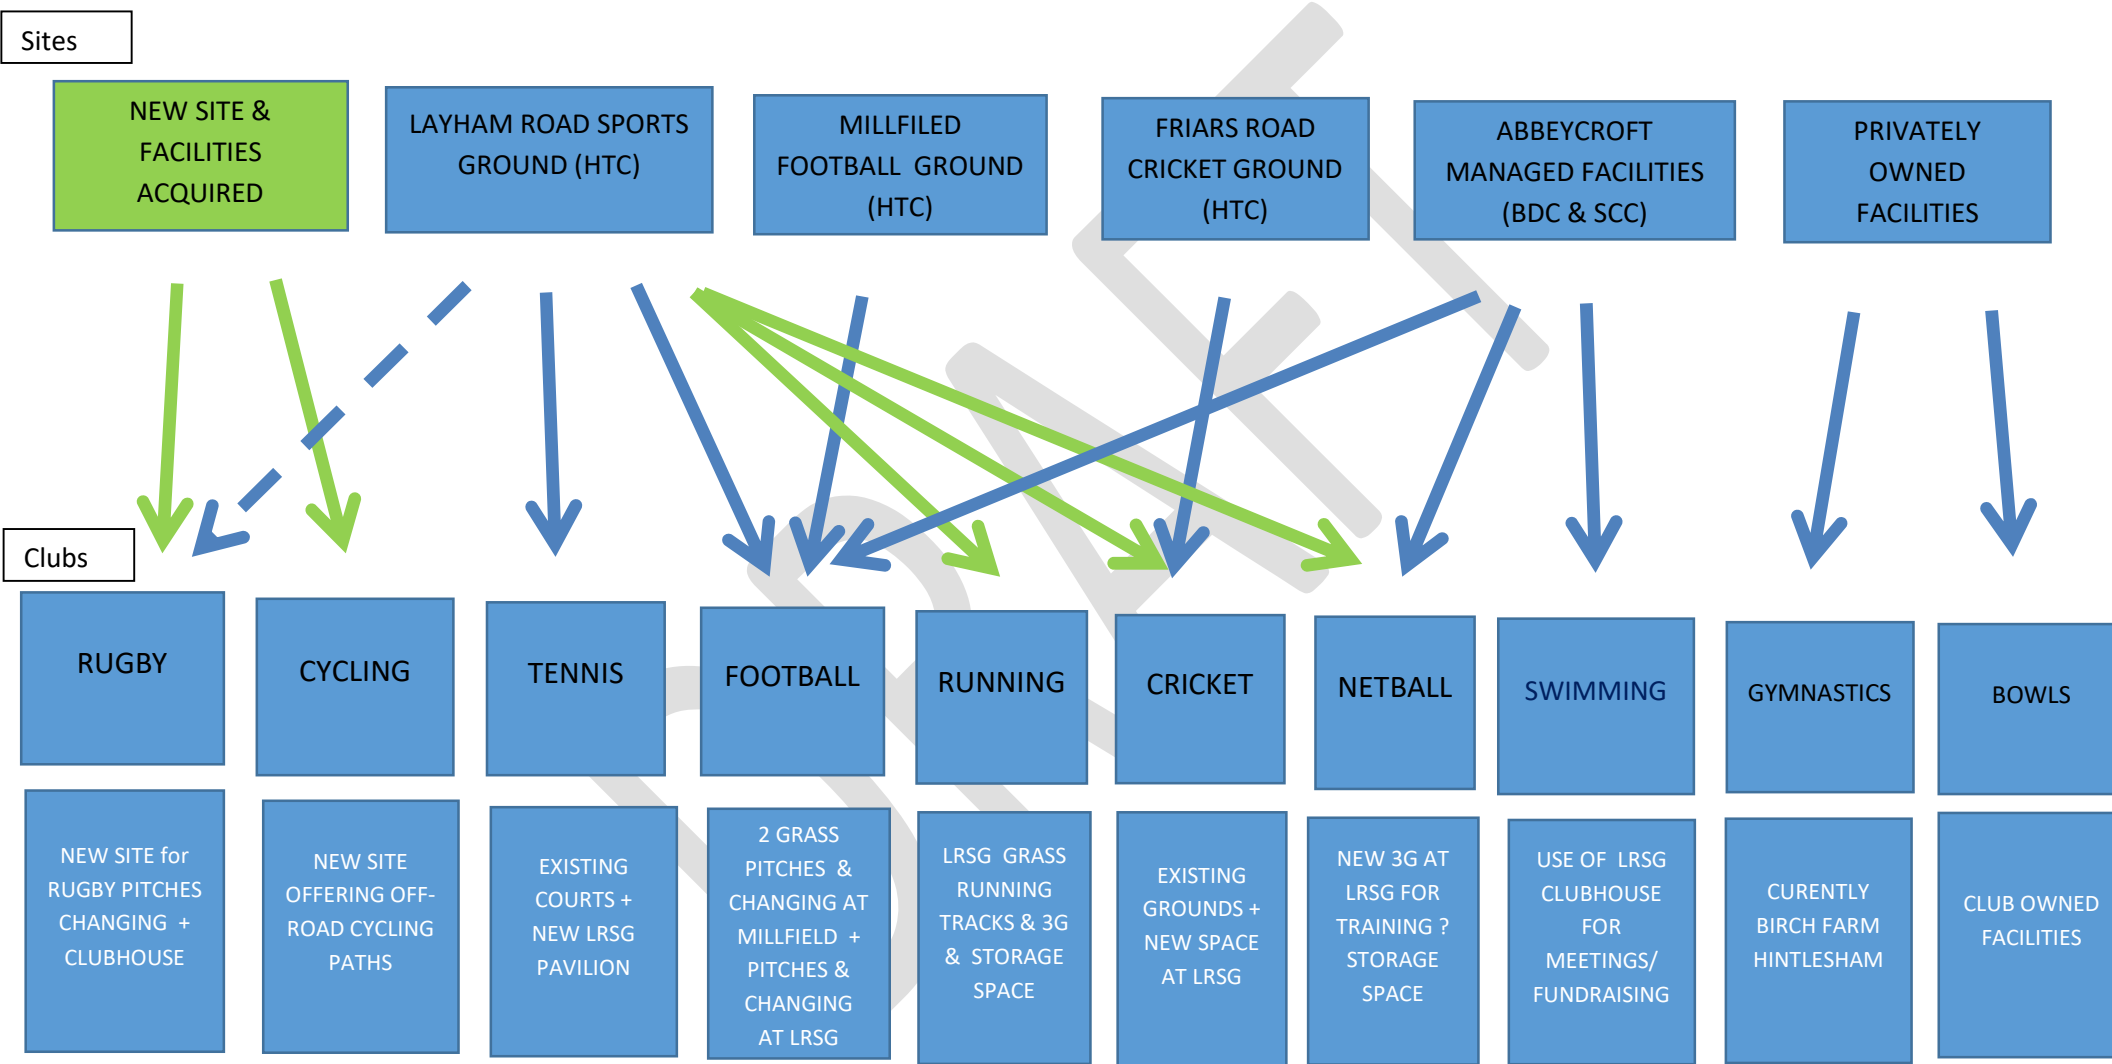 Sites
NEW SITE &
FACILITIES
ACQUIRED
LAYHAM ROAD SPORTS
GROUND (HTC)
MILLFILED
FOOTBALL GROUND
(HTC)
FRIARS ROAD
CRICKET GROUND
(HTC)
ABBEYCROFT
MANAGED FACILITIES
(BDC & SCC)
PRIVATELY
OWNED
FACILITIES
DRAFT
Clubs
RUGBY
CYCLING
TENNIS
FOOTBALL
RUNNING
CRICKET
NETBALL
SWIMMING
GYMNASTICS
BOWLS
NEW SITE for
RUGBY PITCHES
CHANGING +
CLUBHOUSE
NEW SITE
OFFERING OFF-
ROAD CYCLING
PATHS
EXISTING
COURTS +
NEW LRSG
PAVILION
2 GRASS
PITCHES &
CHANGING AT
MILLFIELD +
PITCHES &
CHANGING
AT LRSG
LRSG GRASS
RUNNING
TRACKS & 3G
& STORAGE
SPACE
EXISTING
GROUNDS +
NEW SPACE
AT LRSG
NEW 3G AT
LRSG FOR
TRAINING ?
STORAGE
SPACE
USE OF LRSG
CLUBHOUSE
FOR
MEETINGS/
FUNDRAISING
CURENTLY
BIRCH FARM
HINTLESHAM
CLUB OWNED
FACILITIES